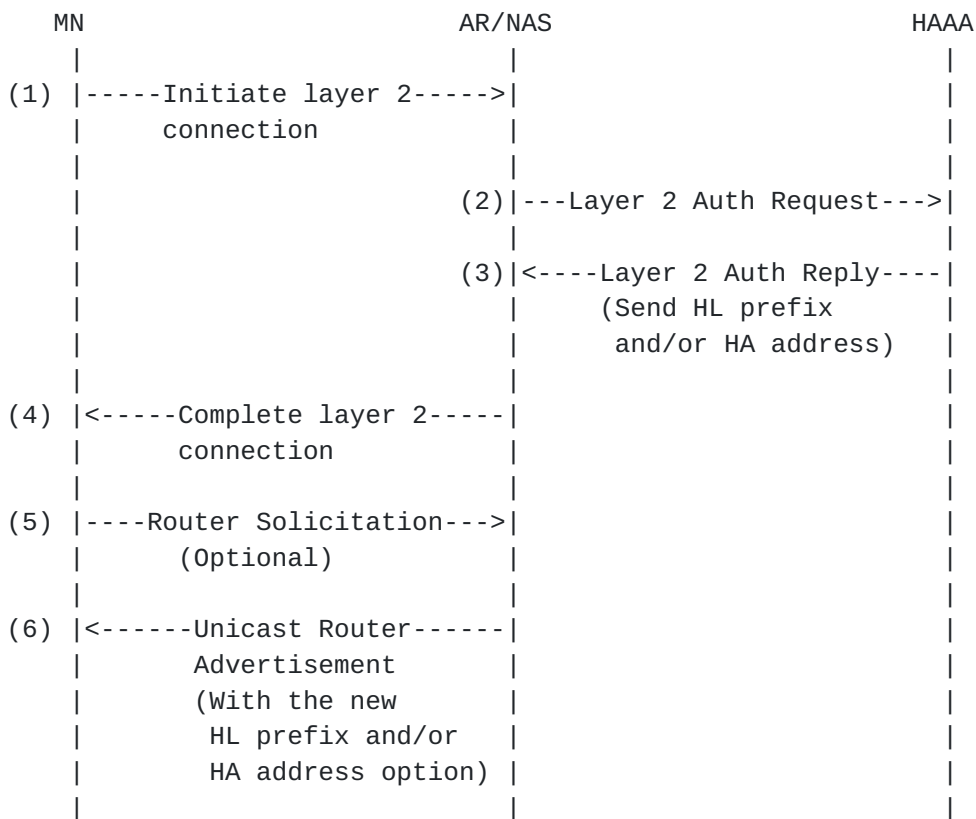 MN                        AR/NAS                       HAAA
    |                           |                           |
(1) |-----Initiate layer 2----->|                           |
    |     connection            |                           |
    |                           |                           |
    |                        (2)|---Layer 2 Auth Request--->|
    |                           |                           |
    |                        (3)|<----Layer 2 Auth Reply----|
    |                           |     (Send HL prefix       |
    |                           |      and/or HA address)   |
    |                           |                           |
(4) |<-----Complete layer 2-----|                           |
    |      connection           |                           |
    |                           |                           |
(5) |----Router Solicitation--->|                           |
    |      (Optional)           |                           |
    |                           |                           |
(6) |<------Unicast Router------|                           |
    |       Advertisement       |                           |
    |       (With the new       |                           |
    |        HL prefix and/or   |                           |
    |        HA address option) |                           |
    |                           |                           |